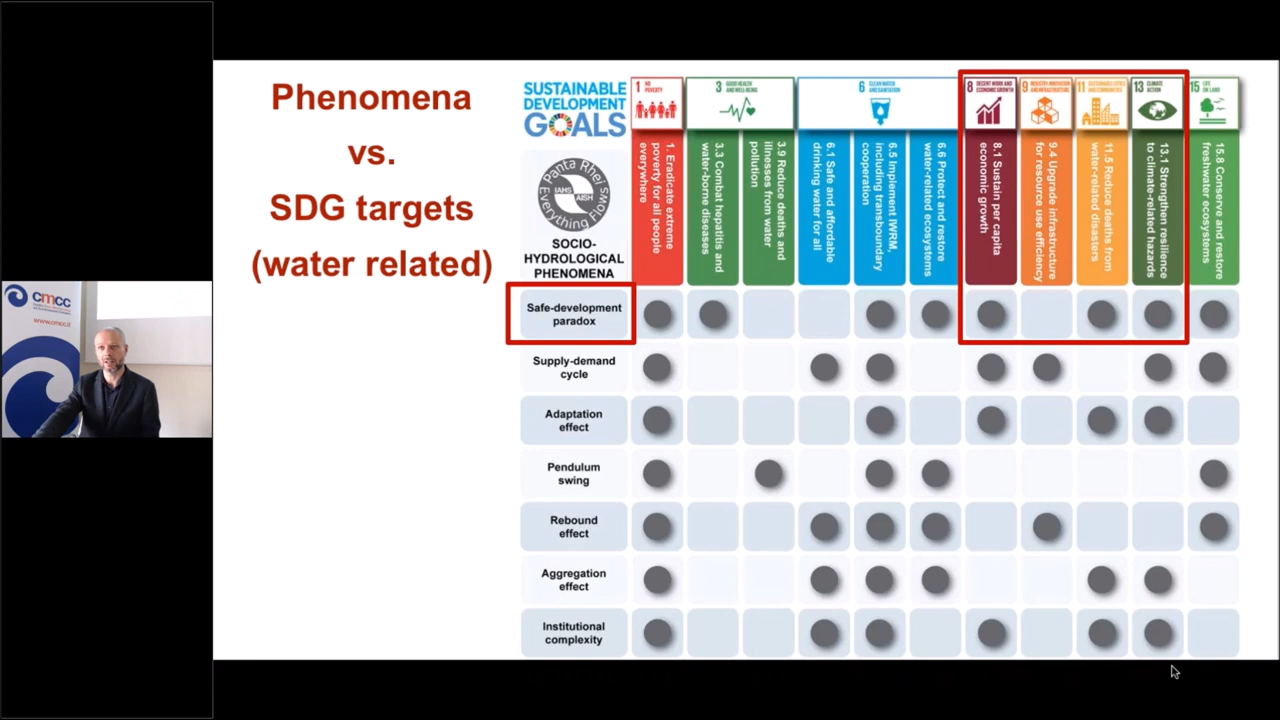 Phenomena
vs.
SDG targets
(water related)
SUSTAINABLE
DEVELOPMENT
GOALS
Panta Rhei
Everything Flows
IAHS
AISH
SOCIO-
HYDROLOGICAL
PHENOMENA
1 NO
POVERTY
3 GOOD HEALTH
AND WELL-BEING
6 CLEAN WATER
AND SANITATION
8 DECENT WORK AND
ECONOMIC GROWTH
9 INDUSTRY, INNOVATION
AND INFRASTRUCTURE
11 SUSTAINABLE CITIES
AND COMMUNITIES
13 CLIMATE
ACTION
15 LIFE
ON LAND
1. Eradicate extreme
poverty for all people
everywhere
3.3 Combat hepatitis and
water-borne diseases
3.9 Reduce deaths and
illnesses from water
pollution
6.1 Safe and affordable
drinking water for all
6.5 Implement IWRM,
including transboundary
cooperation
6.6 Protect and restore
water-related ecosystems
8.1 Sustain per capita
economic growth
9.4 Upgrade infrastructure
for resource use efficiency
11.5 Reduce deaths from
water-related disasters
13.1 Strengthen resilience
to climate-related hazards
15.8 Conserve and restore
freshwater ecosystems
Safe-development
paradox
Supply-demand
cycle
Adaptation
effect
Pendulum
swing
Rebound
effect
Aggregation
effect
Institutional
complexity
cmcc
www.cmcc.it